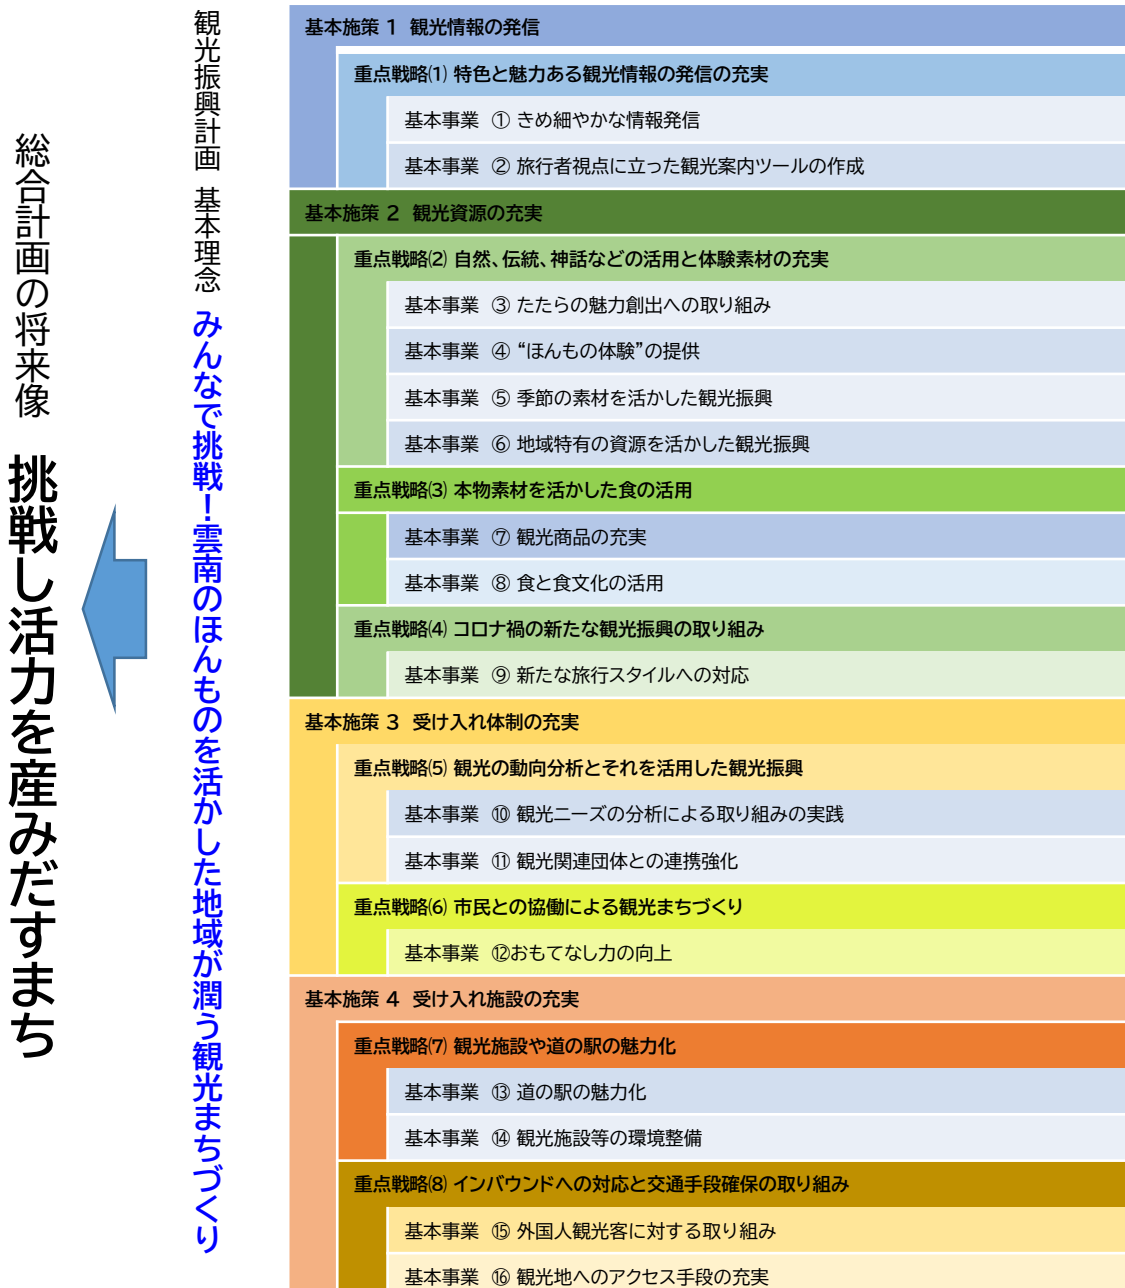 総合計画の将来像 挑戦し活力を産みだすまち
観光振興計画 基本理念 みんなで挑戦！雲南のほんものを活かした地域が潤う観光まちづくり
基本施策 1 観光情報の発信
重点戦略⑴ 特色と魅力ある観光情報の発信の充実
基本事業 ① きめ細やかな情報発信
基本事業 ② 旅行者視点に立った観光案内ツールの作成
基本施策 2 観光資源の充実
重点戦略⑵ 自然、伝統、神話などの活用と体験素材の充実
基本事業 ③ たたらの魅力創出への取り組み
基本事業 ④ “ほんもの体験”の提供
基本事業 ⑤ 季節の素材を活かした観光振興
基本事業 ⑥ 地域特有の資源を活かした観光振興
重点戦略⑶ 本物素材を活かした食の活用
基本事業 ⑦ 観光商品の充実
基本事業 ⑧ 食と食文化の活用
重点戦略⑷ コロナ禍の新たな観光振興の取り組み
基本事業 ⑨ 新たな旅行スタイルへの対応
基本施策 3 受け入れ体制の充実
重点戦略⑸ 観光の動向分析とそれを活用した観光振興
基本事業 ⑩ 観光ニーズの分析による取り組みの実践
基本事業 ⑪ 観光関連団体との連携強化
重点戦略⑹ 市民との協働による観光まちづくり
基本事業 ⑫おもてなし力の向上
基本施策 4 受け入れ施設の充実
重点戦略⑺ 観光施設や道の駅の魅力化
基本事業 ⑬ 道の駅の魅力化
基本事業 ⑭ 観光施設等の環境整備
重点戦略⑻ インバウンドへの対応と交通手段確保の取り組み
基本事業 ⑮ 外国人観光客に対する取り組み
基本事業 ⑯ 観光地へのアクセス手段の充実